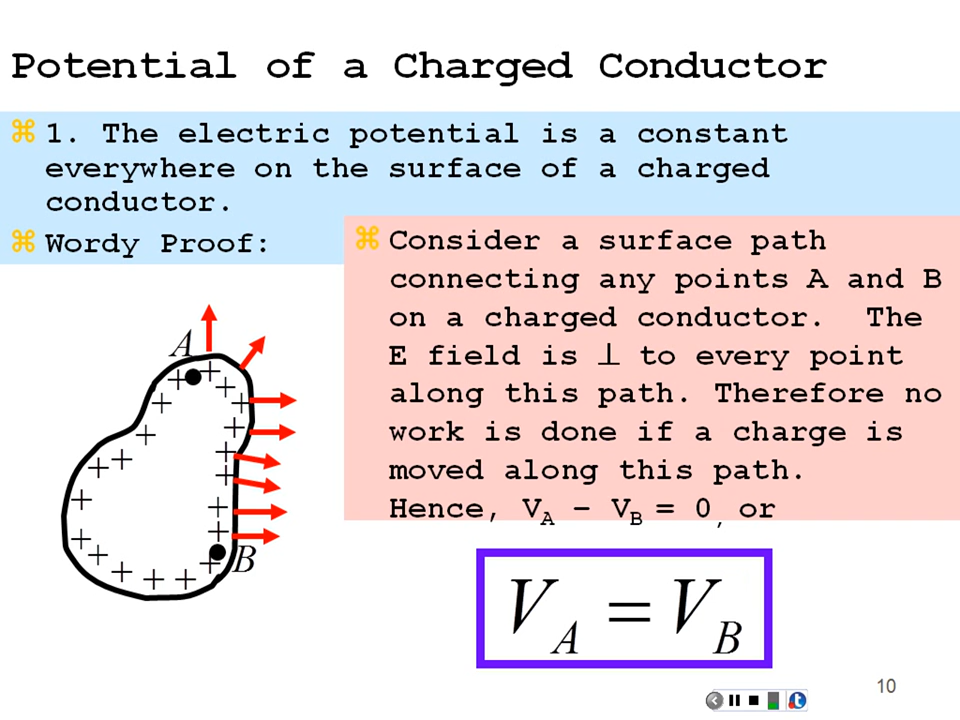 Potential of a Charged Conductor
1. The electric potential is a constant
everywhere on the surface of a charged
conductor.
Wordy Proof:
Consider a surface path
connecting any points A and B
on a charged conductor. The
E field is ⊥ to every point
along this path. Therefore no
work is done if a charge is
moved along this path.
Hence, V_A – V_B = 0, or
A
B
V_A = V_B
10